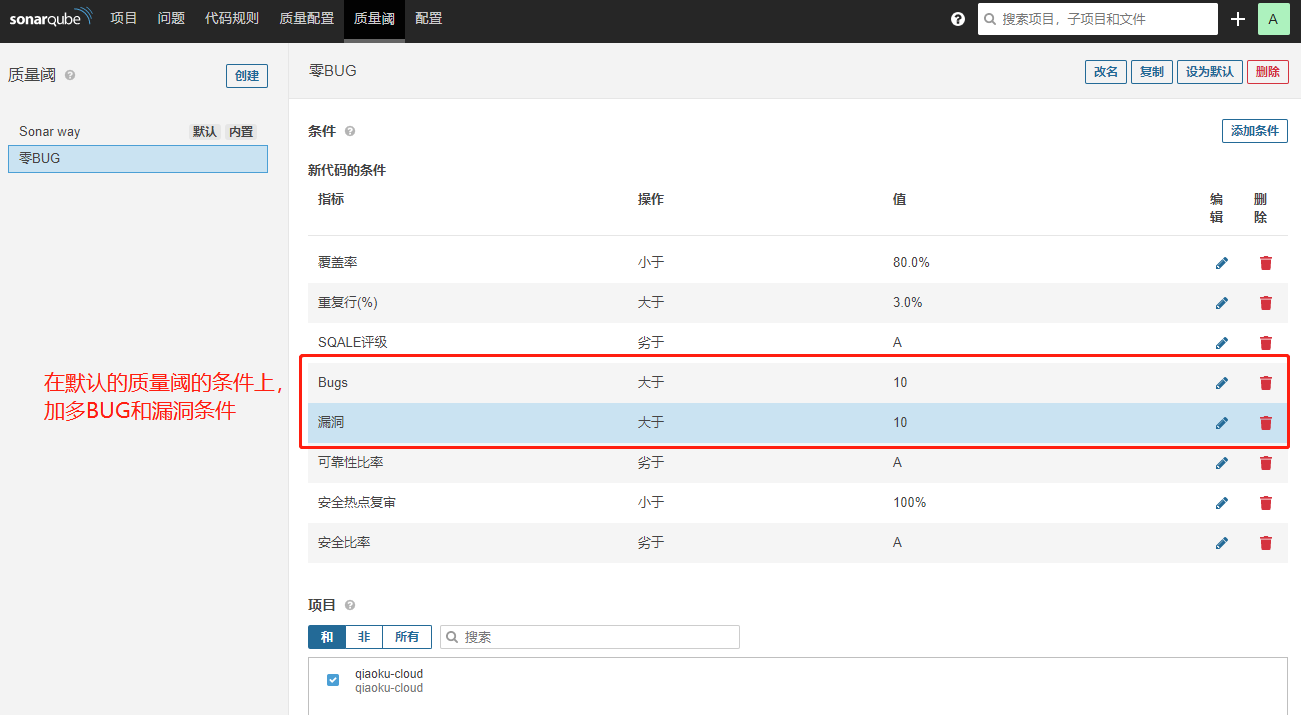 sonarqube 项目 问题 代码规则 质量配置 质量阈 配置 ? 搜索项目，子项目和文件 + A
质量阈 ? 创建
Sonar way 默认 内置
零BUG
零BUG 改名 复制 设为默认 删除
条件 ? 添加条件
新代码的条件
指标 操作 值 编辑 删除
覆盖率 小于 80.0%
重复行(%) 大于 3.0%
SQALE评级 劣于 A
Bugs 大于 10
漏洞 大于 10
可靠性比率 劣于 A
安全热点复审 小于 100%
安全比率 劣于 A
在默认的质量阈的条件上，
加多BUG和漏洞条件
项目 ?
和 非 所有 搜索
qiaoku-cloud
qiaoku-cloud